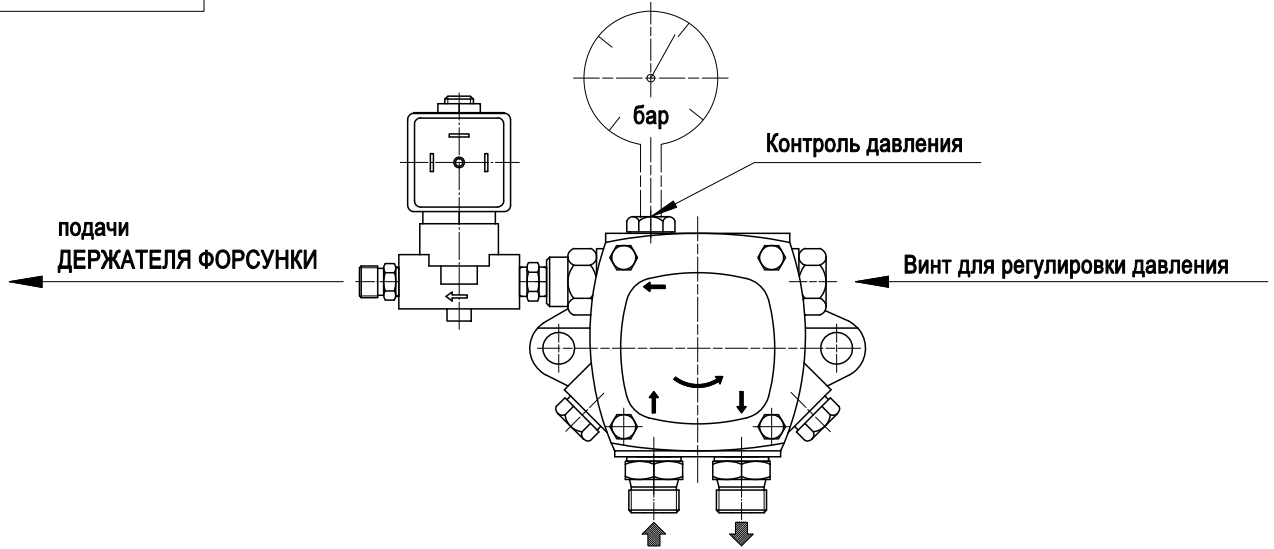 бар
Контроль давления
подачи
ДЕРЖАТЕЛЯ ФОРСУНКИ
Винт для регулировки давления